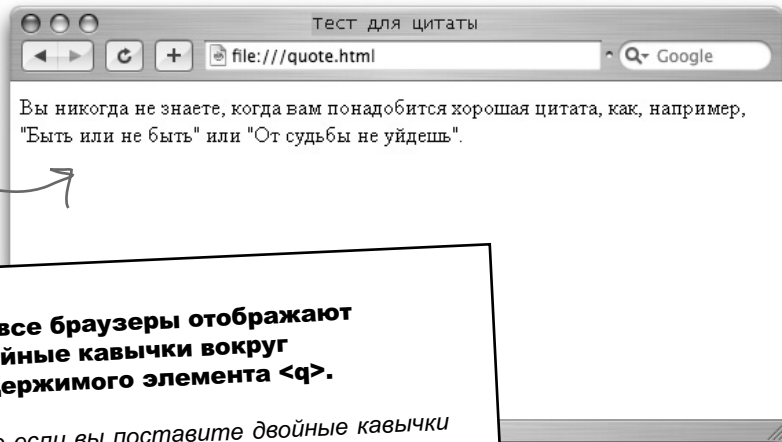 Тест для цитаты
file:///quote.html
Google
Вы никогда не знаете, когда вам понадобится хорошая цитата, как, например,
"Быть или не быть" или "От судьбы не уйдешь".
все браузеры отображают
кавычки вокруг
элемента <q>.
если вы поставите двойные кавычки